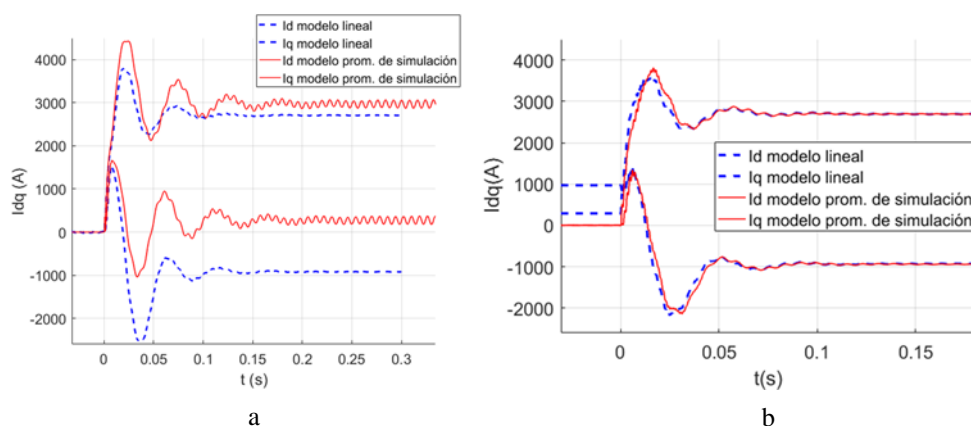 Id modelo lineal
Iq modelo lineal
Id modelo prom. de simulación
Iq modelo prom. de simulación
4000
3000
2000
1000
0
-1000
-2000
Idq (A)
0
0.05
0.1
0.15
0.2
0.25
0.3
t (s)
a
4000
3000
2000
1000
0
-1000
-2000
Idq(A)
Id modelo lineal
Iq modelo lineal
Id modelo prom. de simulación
Iq modelo prom. de simulación
0
0.05
0.1
0.15
t(s)
b